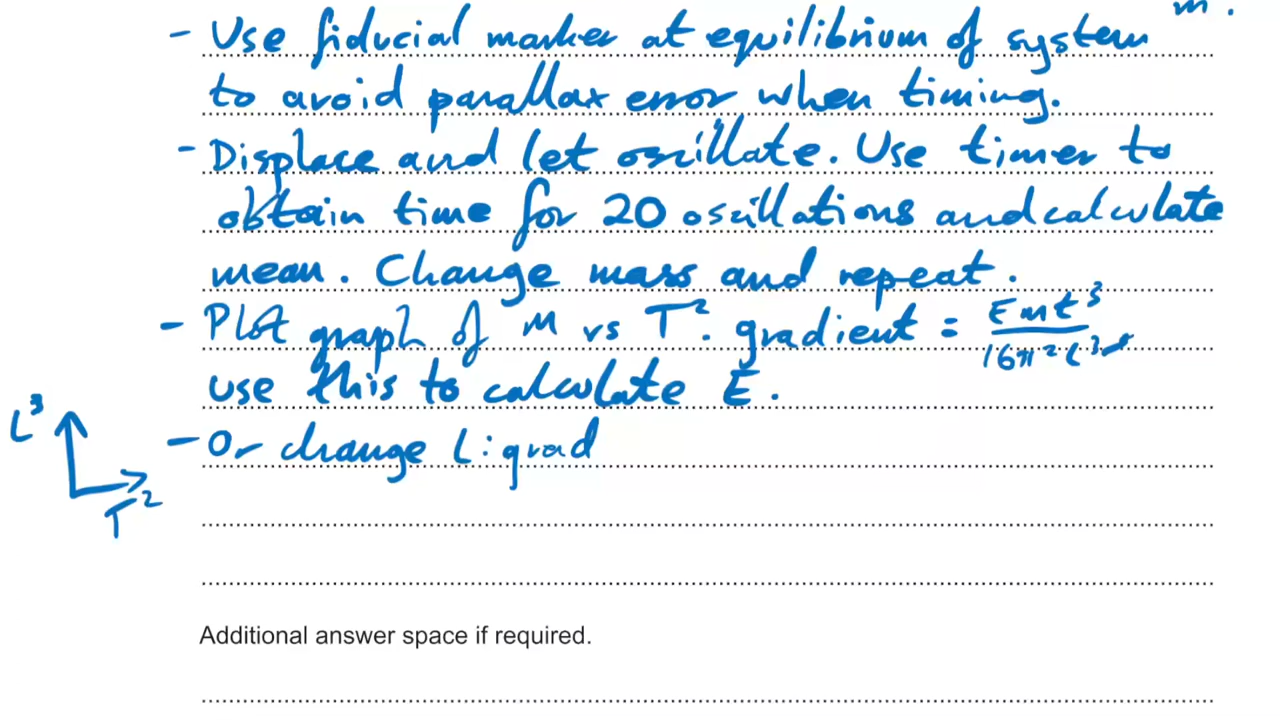 m.
- Use fiducial marker at equilibrium of system
to avoid parallax error when timing.
- Displace and let oscillate. Use timer to
obtain time for 20 oscillations and calculate
mean. Change mass and repeat.
- Plot graph of M vs T². gradient = Ewt³/16π²L³
use this to calculate E.
L³
- Or change L: grad
T²
Additional answer space if required.